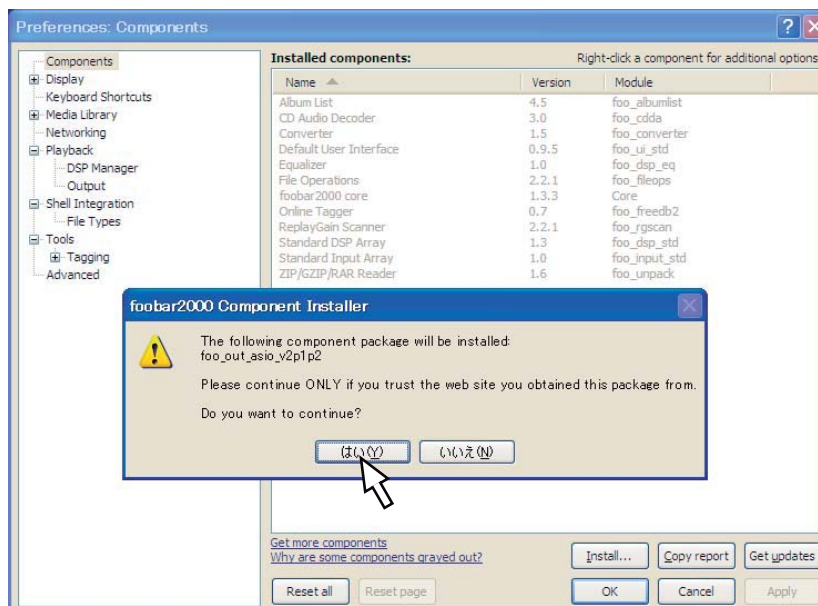 Preferences: Components
Components
Display
Keyboard Shortcuts
Media Library
Networking
Playback
DSP Manager
Output
Shell Integration
File Types
Tools
Tagging
Advanced
Installed components:
Right-click a component for additional options
Name Version Module
Album List 4.5 foo_albumlist
CD Audio Decoder 3.0 foo_cdda
Converter 1.5 foo_converter
Default User Interface 0.9.5 foo_ui_std
Equalizer 1.0 foo_dsp_eq
File Operations 2.2.1 foo_fileops
foobar2000 core 1.3.3 Core
Online Tagger 0.7 foo_freedb2
ReplayGain Scanner 2.2.1 foo_rgscan
Standard DSP Array 1.3 foo_dsp_std
Standard Input Array 1.0 foo_input_std
ZIP/GZIP/RAR Reader 1.6 foo_unpack
foobar2000 Component Installer
The following component package will be installed:
foo_out_asio_v2p1p2
Please continue ONLY if you trust the web site you obtained this package from.
Do you want to continue?
はい(Y) いいえ(N)
Get more components
Why are some components grayed out?
Install... Copy report Get updates
Reset all Reset page OK Cancel Apply